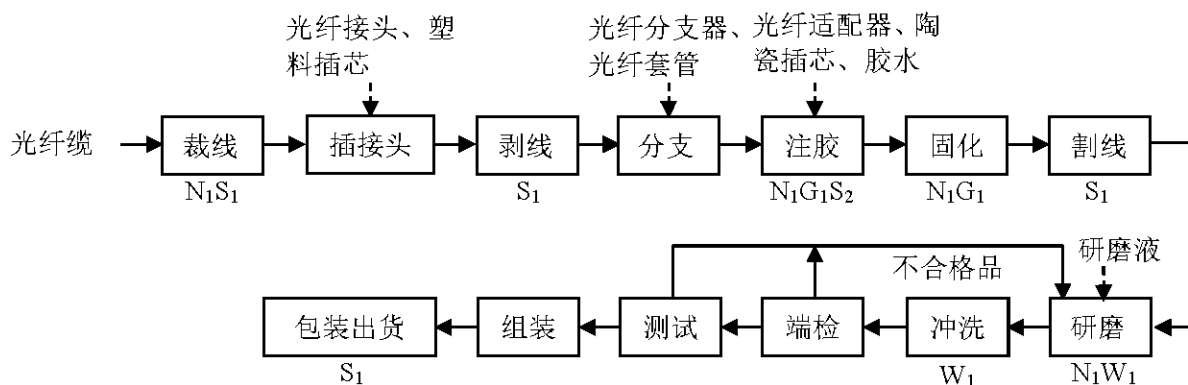 光纤接头、塑
料插芯
光纤分支器、
光纤套管
光纤适配器、陶
瓷插芯、胶水
光纤缆
裁线
插接头
剥线
分支
注胶
固化
割线
N₁S₁
S₁
N₁G₁S₂
N₁G₁
S₁
不合格品
研磨液
包装出货
组装
测试
端检
冲洗
研磨
S₁
W₁
N₁W₁